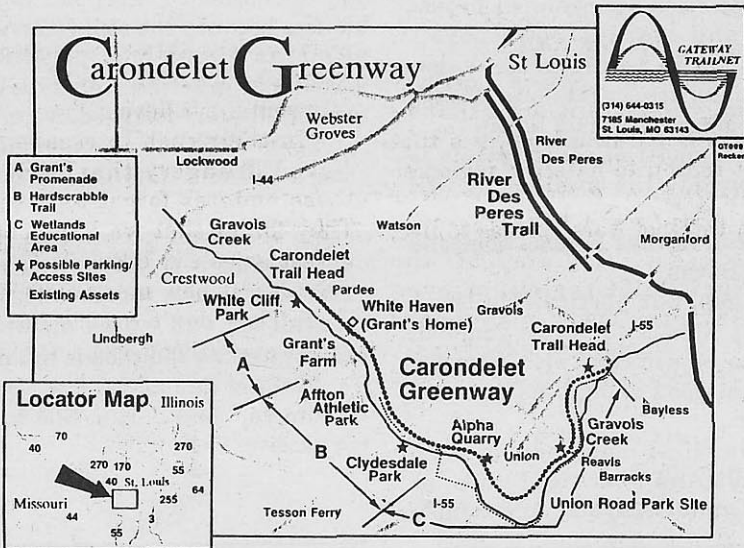 Carondelet Greenway
St Louis
GATEWAY
TRAILNET
(314) 644-0315
7185 Manchester
St. Louis, MO 63143
Webster
Groves
Lockwood
I-44
River
Des Peres
River
Des
Peres
Trail
A Grant's
Promenade
B Hardscrabble
Trail
C Wetlands
Educational
Area
★ Possible Parking/
Access Sites
Existing Assets
Gravois
Creek
Watson
Morganford
Crestwood
Carondelet
Trail Head
Pardee
White Cliff
Park
White Haven
(Grant's Home)
Gravois
I-55
Lindbergh
Grant's
Farm
Carondelet
Trail Head
Carondelet
Greenway
A
Affton
Athletic
Park
Bayless
Alpha
Quarry
Union
Gravois
Creek
B
Clydesdale
Park
Reavis
Barracks
Union Road Park Site
I-55
Tesson Ferry
C
Locator Map
Illinois
70
40
270
270
170
55
40
St. Louis
64
255
Missouri
44
3
55